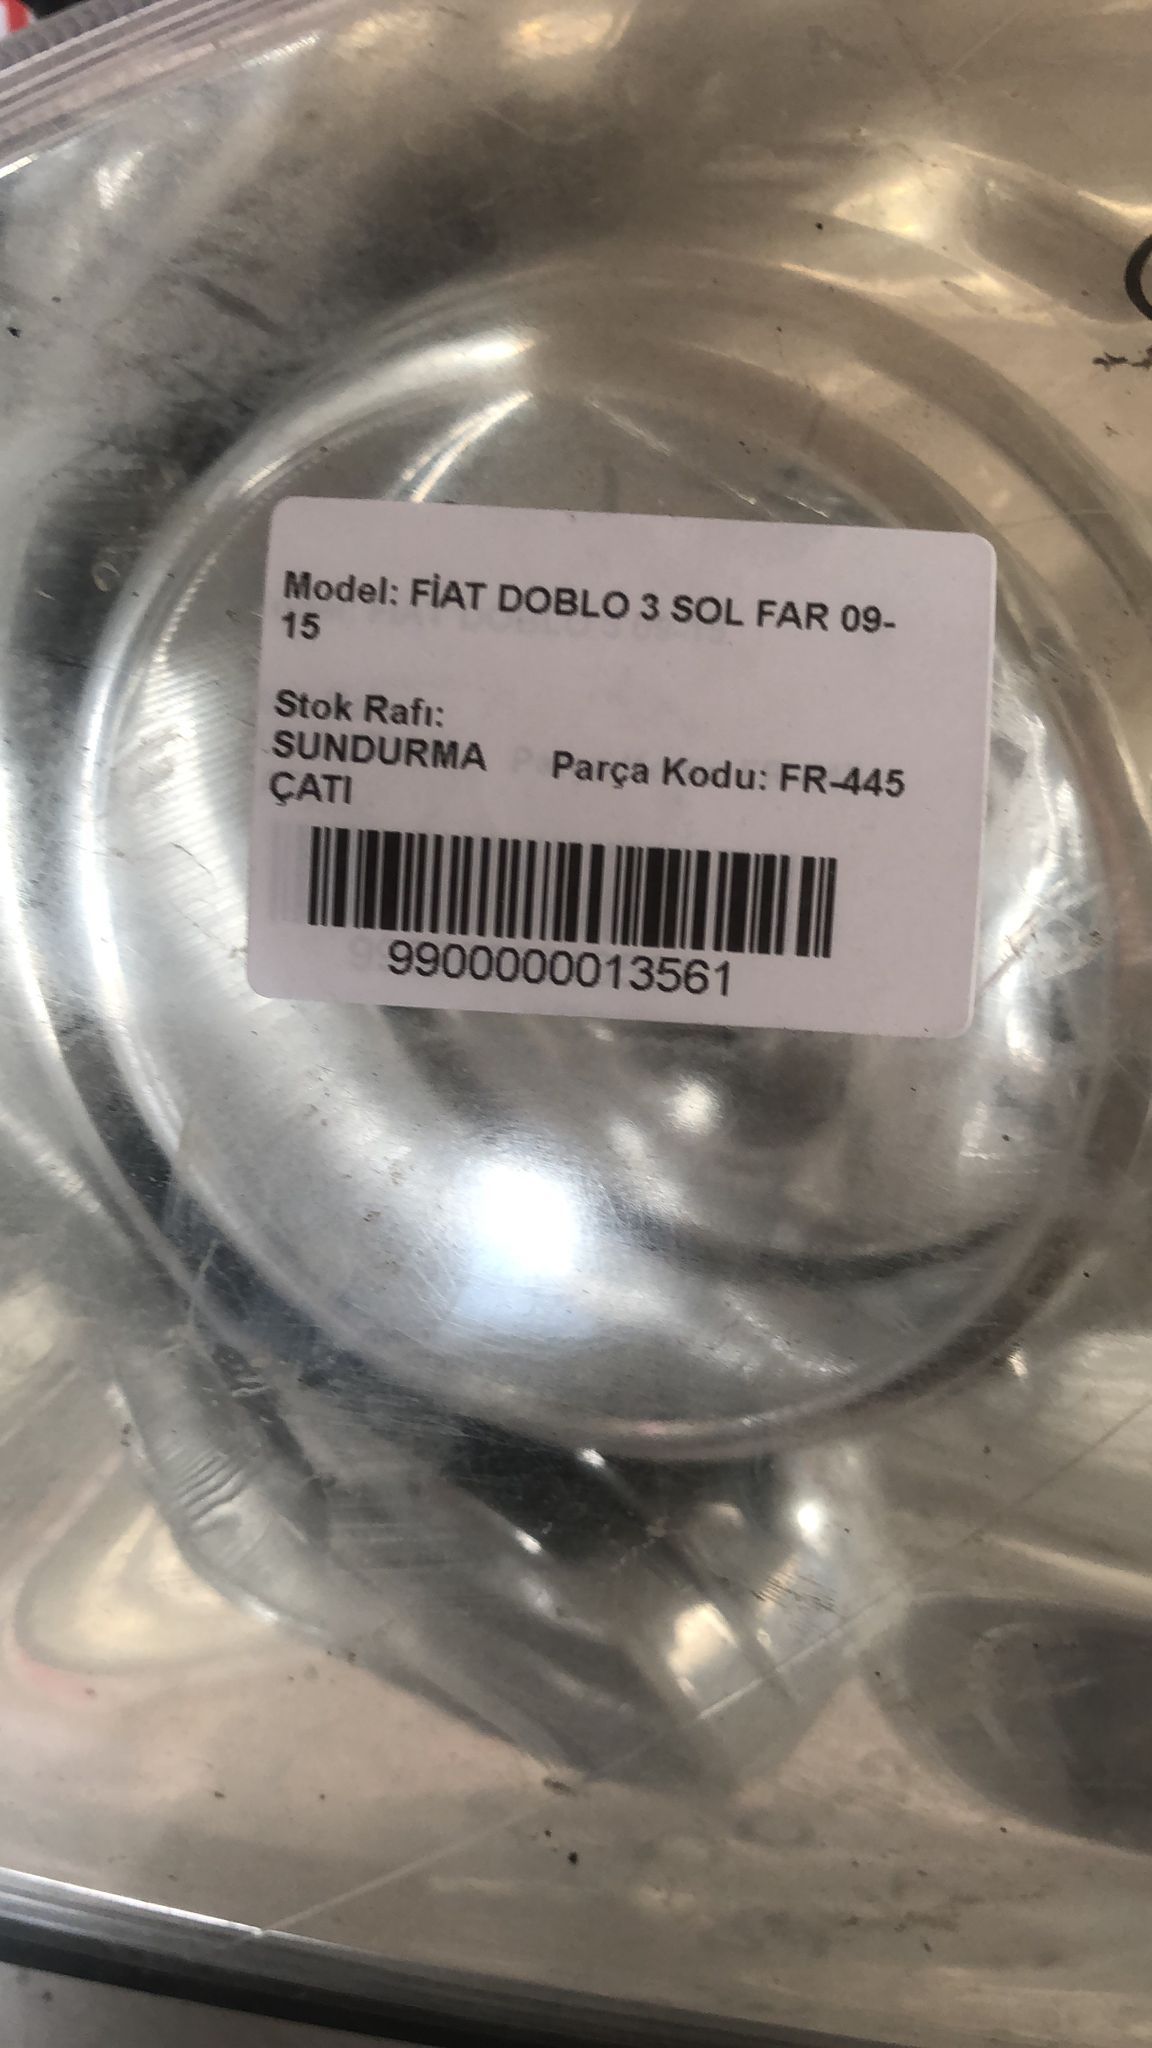 Model: FİAT DOBLO 3 SOL FAR 09-
15
Stok Rafı:
SUNDURMA
ÇATI
Parça Kodu: FR-445
9900000013561